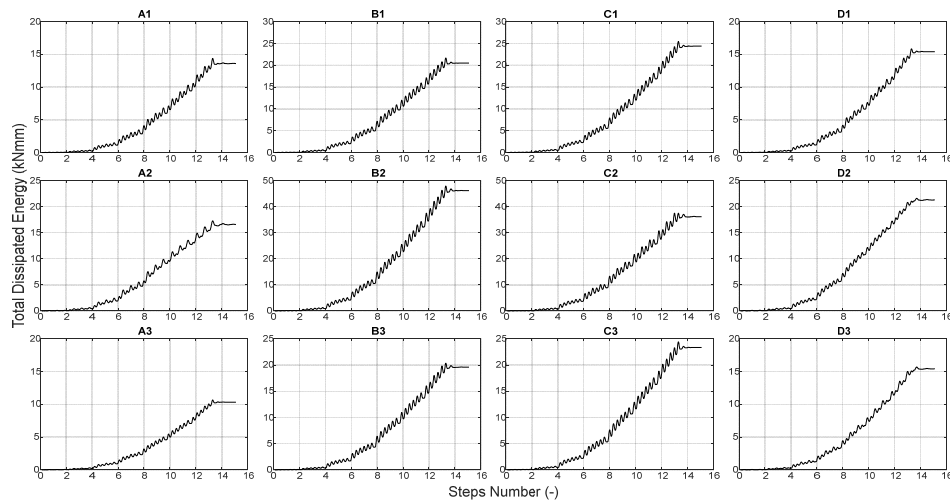 A1 B1 C1 D1
20 30 30 20
15 25 25 15
10 20 20 10
5 15 15 5
0 10 10 0
5 5
0 0
0 2 4 6 8 10 12 14 16 0 2 4 6 8 10 12 14 16 0 2 4 6 8 10 12 14 16 0 2 4 6 8 10 12 14 16
Total Dissipated Energy (kNmm)
A2 B2 C2 D2
25 50 50 25
20 40 40 20
15 30 30 15
10 20 20 10
5 10 10 5
0 0 0 0
0 2 4 6 8 10 12 14 16 0 2 4 6 8 10 12 14 16 0 2 4 6 8 10 12 14 16 0 2 4 6 8 10 12 14 16
A3 B3 C3 D3
20 25 25 20
15 20 20 15
10 15 15 10
5 10 10 5
0 5 5 0
0 0
0 2 4 6 8 10 12 14 16 0 2 4 6 8 10 12 14 16 0 2 4 6 8 10 12 14 16 0 2 4 6 8 10 12 14 16
Steps Number (-)